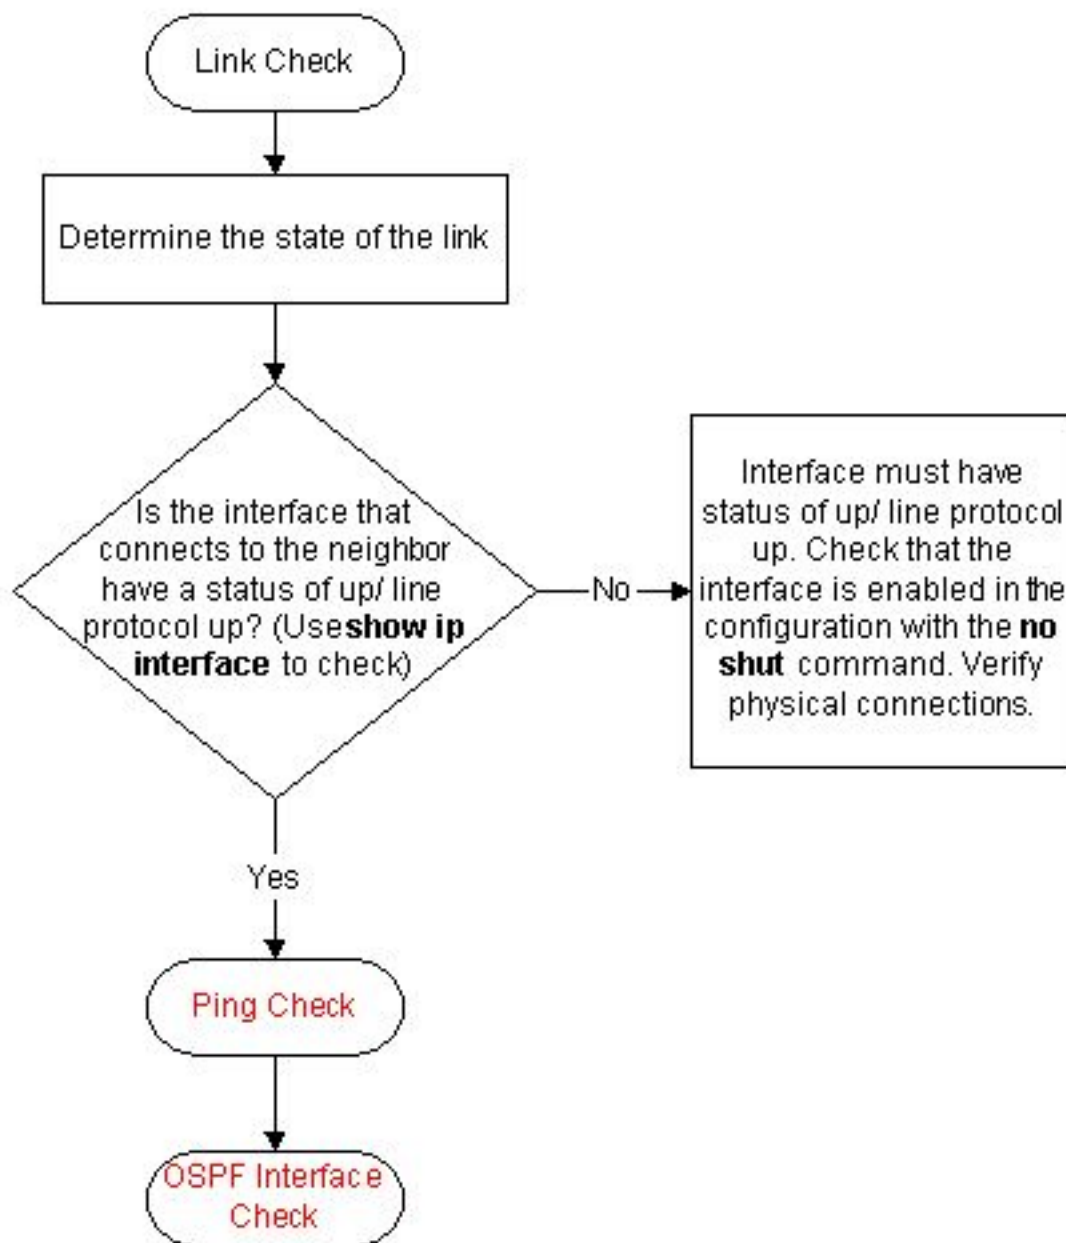 Link Check
Determine the state of the link
Is the interface that
connects to the neighbor
have a status of up/ line
protocol up? (Use show ip
interface to check)
No
Interface must have
status of up/ line protocol
up. Check that the
interface is enabled in the
configuration with the no
shut command. Verify
physical connections.
Yes
Ping Check
OSPF Interface
Check